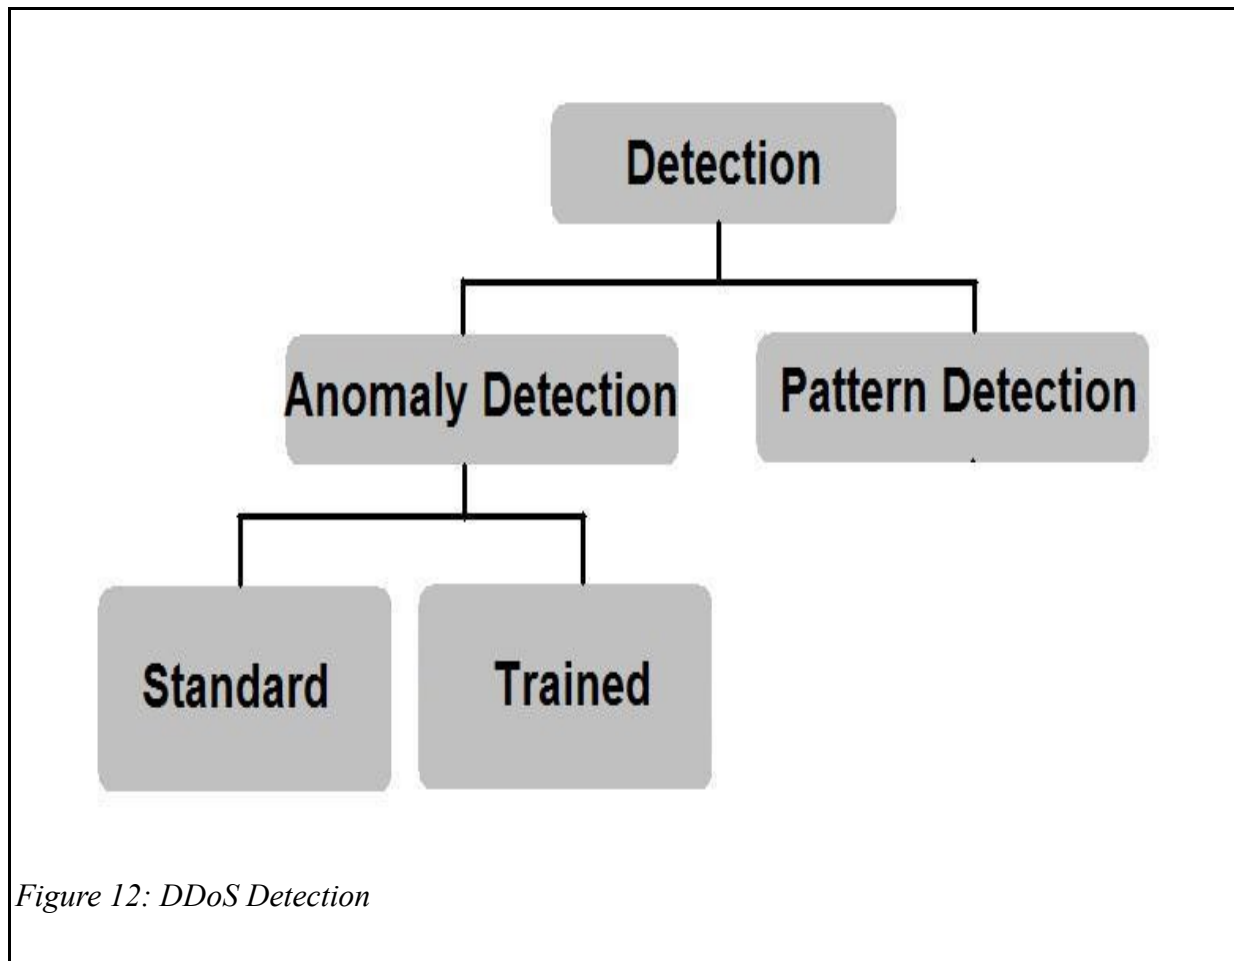 Detection
Anomaly Detection
Pattern Detection
Standard
Trained
Figure 12: DDoS Detection